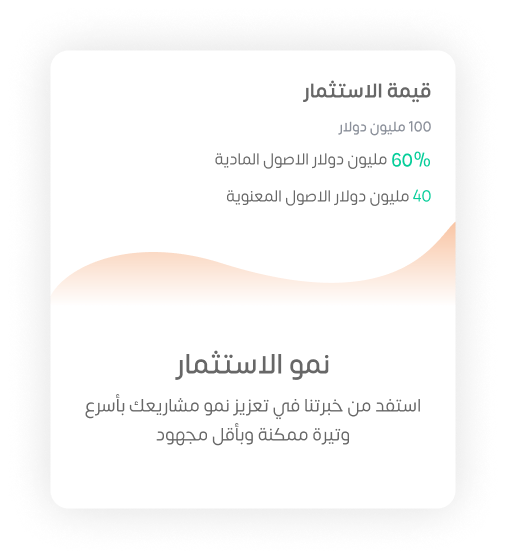 قيمة الاستثمار
100 مليون دولار
60% مليون دولار الاصول المادية
40 مليون دولار الاصول المعنوية
نمو الاستثمار
استفد من خبرتنا في تعزيز نمو مشاريعك بأسرع
وتيرة ممكنة وبأقل مجهود